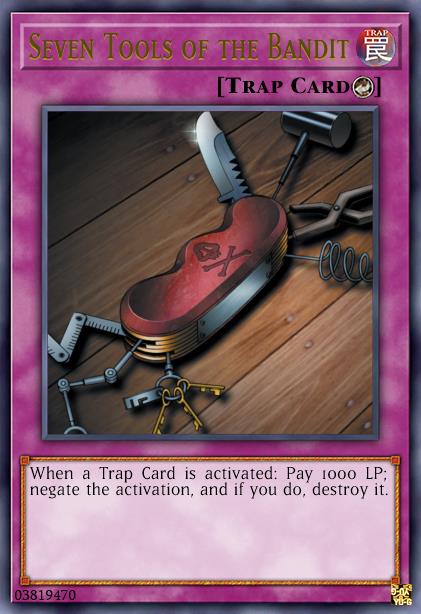 Seven Tools of the Bandit
TRAP
罠
[Trap Card]
When a Trap Card is activated: Pay 1000 LP;
negate the activation, and if you do, destroy it.
03819470